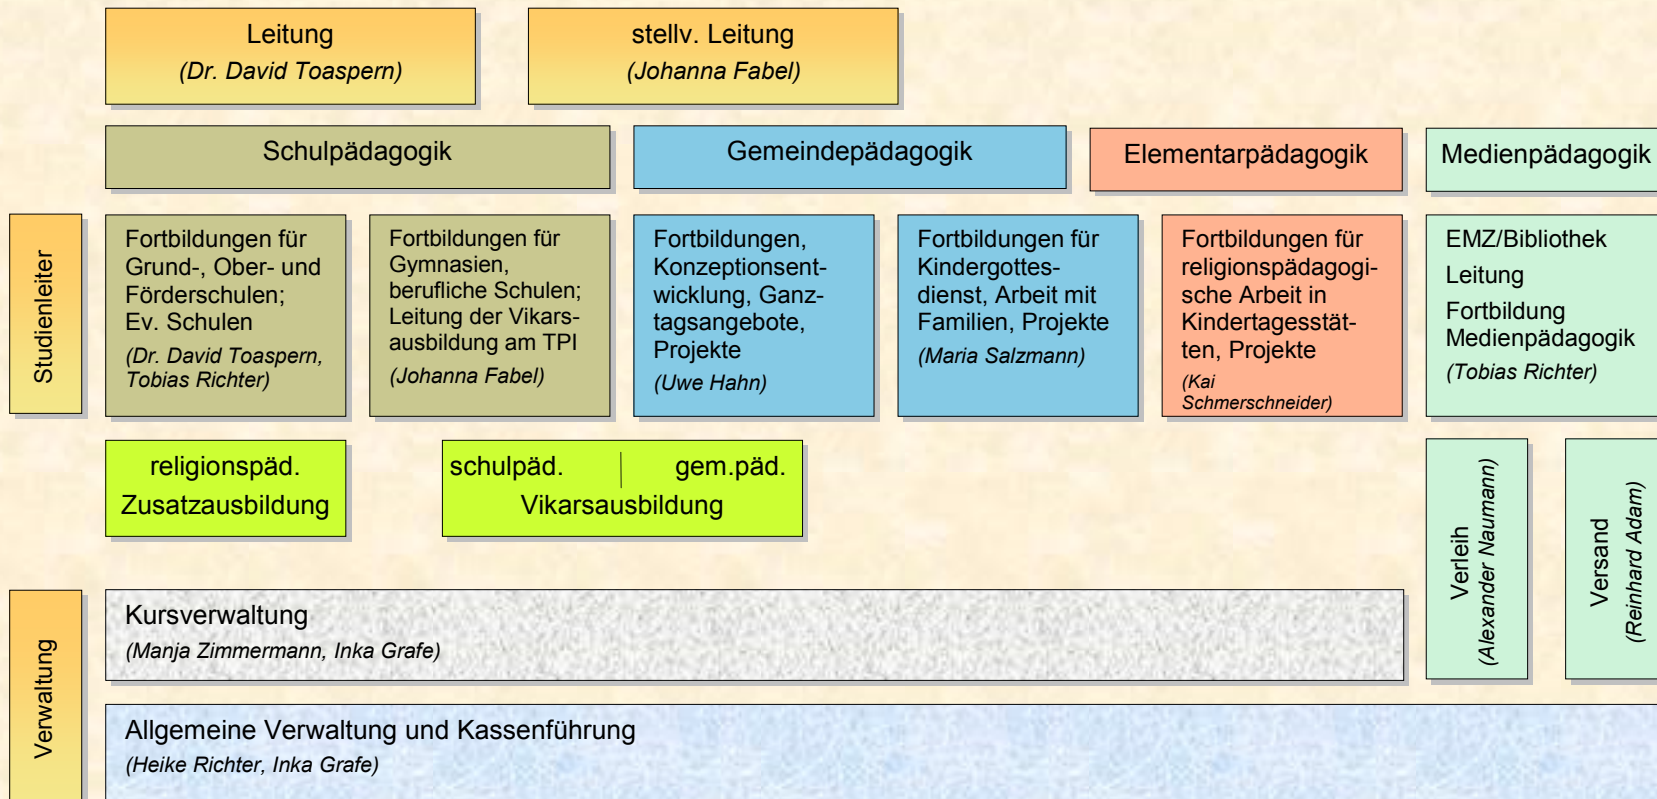 Leitung
(Dr. David Toaspern)
stellv. Leitung
(Johanna Fabel)
Schulpädagogik
Gemeindepädagogik
Elementarpädagogik
Medienpädagogik
Studienleiter
Fortbildungen für
Grund-, Ober- und
Förderschulen;
Ev. Schulen
(Dr. David Toaspern,
Tobias Richter)
Fortbildungen für
Gymnasien,
berufliche Schulen;
Leitung der Vikars-
ausbildung am TPI
(Johanna Fabel)
Fortbildungen,
Konzeptionsent-
wicklung, Ganz-
tagsangebote,
Projekte
(Uwe Hahn)
Fortbildungen für
Kindergottes-
dienst, Arbeit mit
Familien, Projekte
(Maria Salzmann)
Fortbildungen für
religionspädagogi-
sche Arbeit in
Kindertagesstät-
ten, Projekte
(Kai
Schmerschneider)
EMZ/Bibliothek
Leitung
Fortbildung
Medienpädagogik
(Tobias Richter)
religionspäd.
Zusatzausbildung
schulpäd. gem.päd.
Vikarsausbildung
Verleih
(Alexander Naumann)
Versand
(Reinhard Adam)
Verwaltung
Kursverwaltung
(Manja Zimmermann, Inka Grafe)
Allgemeine Verwaltung und Kassenführung
(Heike Richter, Inka Grafe)